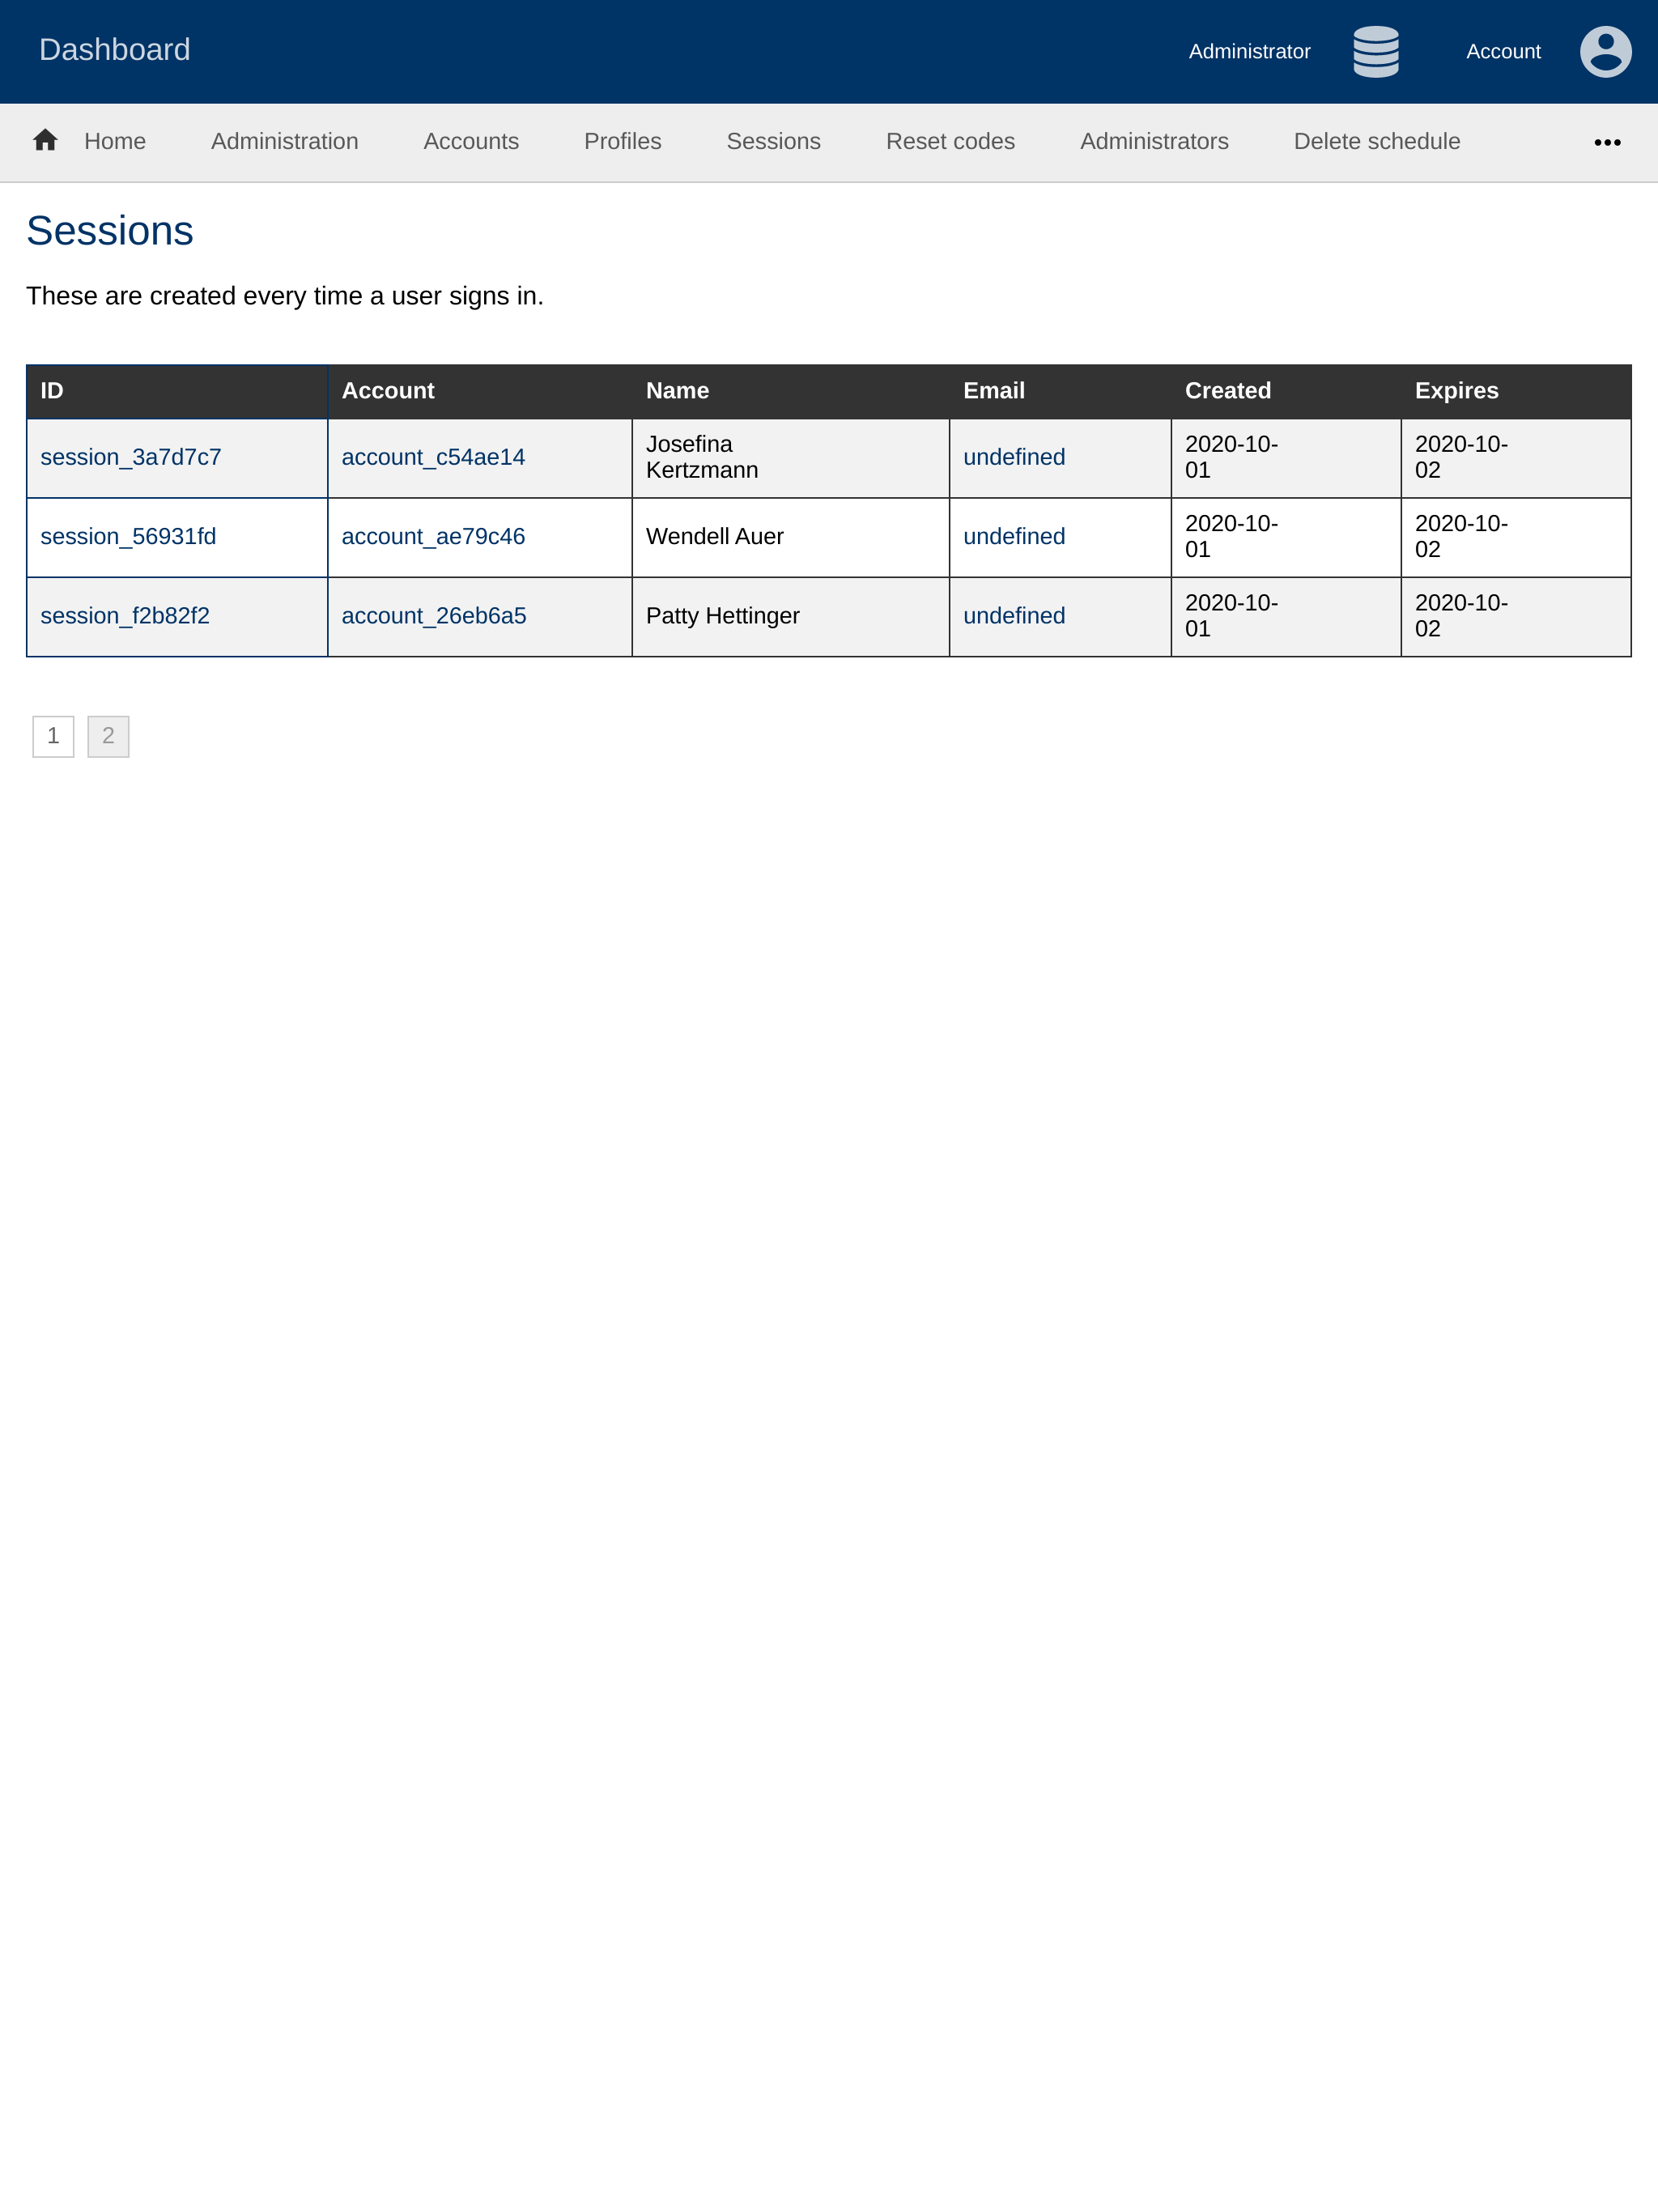 Dashboard
Administrator
Account
Home Administration Accounts Profiles Sessions Reset codes Administrators Delete schedule
Sessions
These are created every time a user signs in.
ID Account Name Email Created Expires
session_3a7d7c7 account_c54ae14 Josefina Kertzmann undefined 2020-10-01 2020-10-02
session_56931fd account_ae79c46 Wendell Auer undefined 2020-10-01 2020-10-02
session_f2b82f2 account_26eb6a5 Patty Hettinger undefined 2020-10-01 2020-10-02
1 2